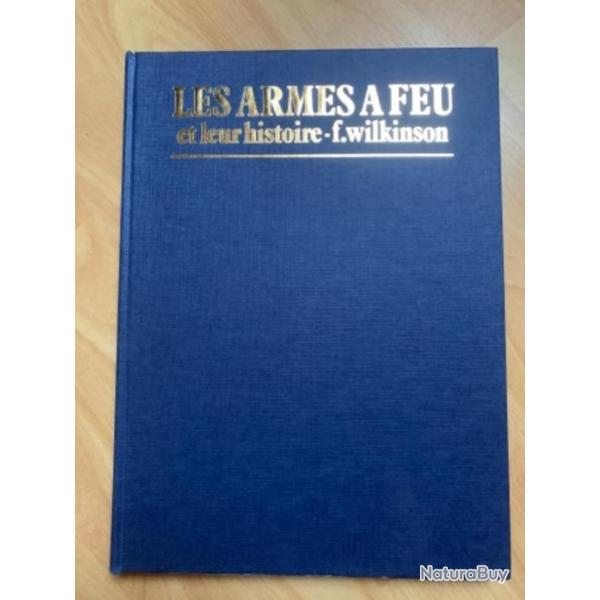 LES ARMES A FEU
et leur histoire-f.wilkinson
NaturaBuy